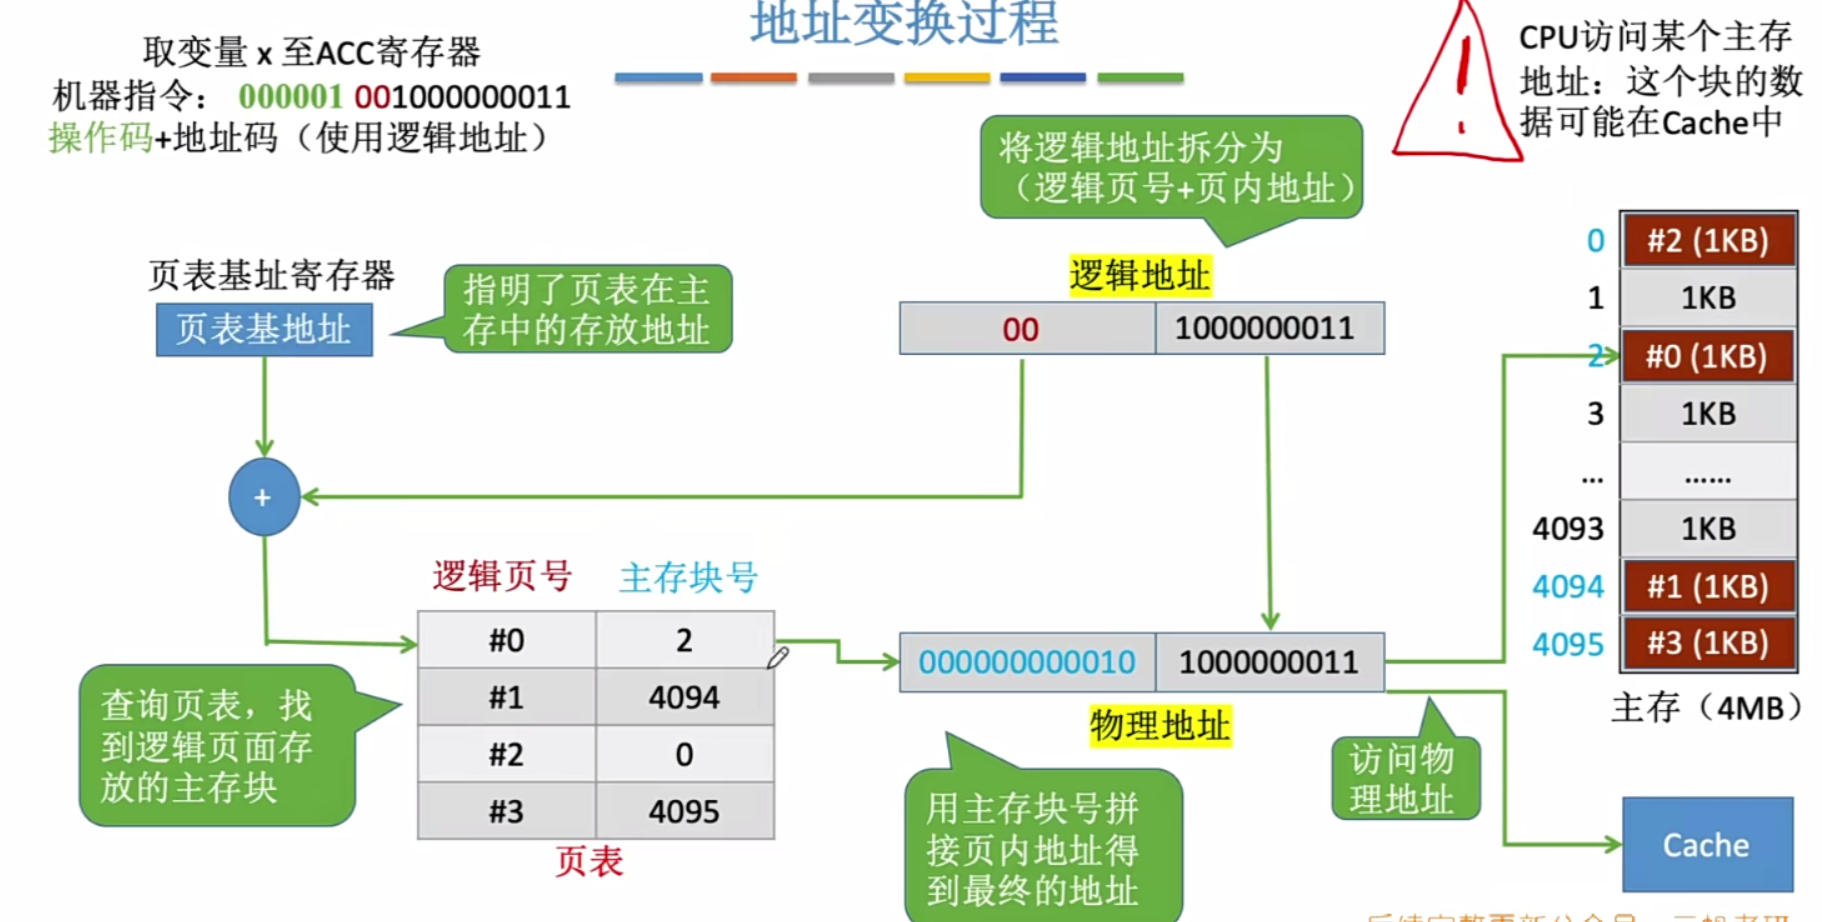 地址变换过程
取变量 x 至ACC寄存器
机器指令： 000001 001000000011
操作码+地址码（使用逻辑地址）
!
CPU访问某个主存
地址：这个块的数
据可能在Cache中
将逻辑地址拆分为
（逻辑页号+页内地址）
页表基址寄存器
页表基地址
指明了页表在主
存中的存放地址
逻辑地址
00 1000000011
+
逻辑页号 主存块号
#0 2
#1 4094
#2 0
#3 4095
页表
查询页表，找
到逻辑页面存
放的主存块
000000000010 1000000011
物理地址
用主存块号拼
接页内地址得
到最终的地址
访问物
理地址
0 #2 (1KB)
1 1KB
2 #0 (1KB)
3 1KB
... ......
4093 1KB
4094 #1 (1KB)
4095 #3 (1KB)
主存（4MB）
Cache